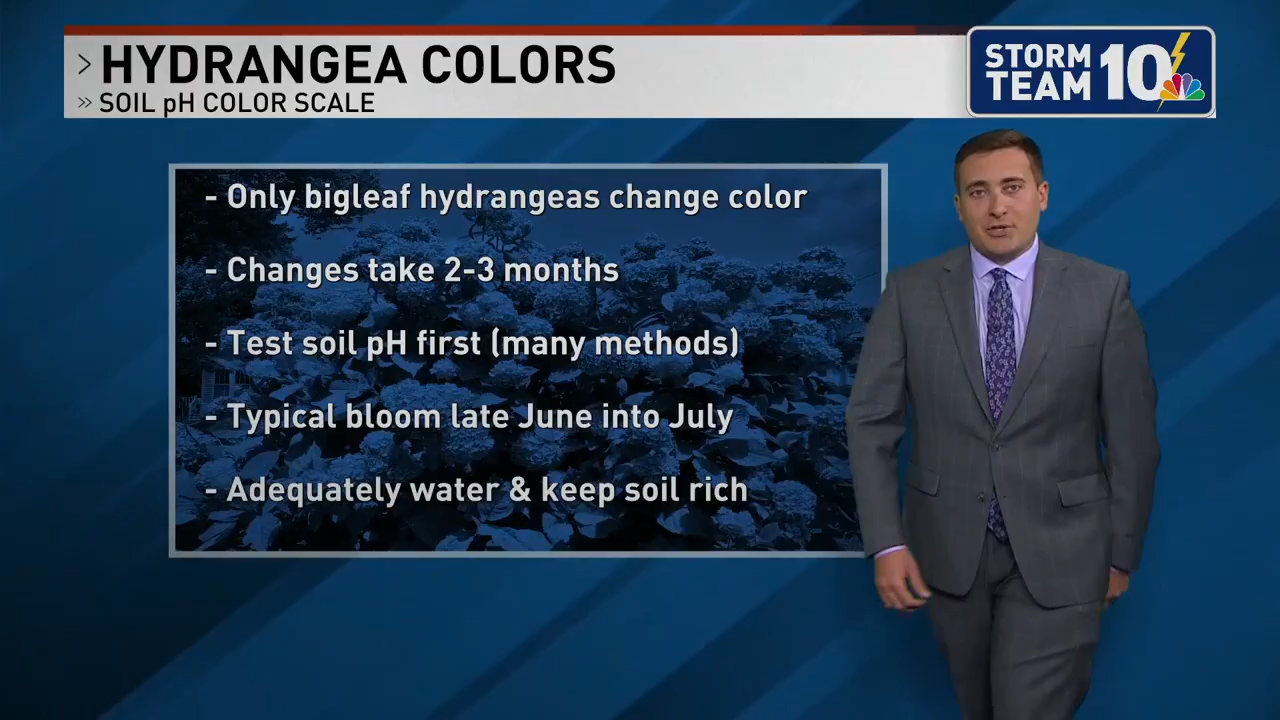 > HYDRANGEA COLORS
» SOIL pH COLOR SCALE
STORM
TEAM 10
- Only bigleaf hydrangeas change color
- Changes take 2-3 months
- Test soil pH first (many methods)
- Typical bloom late June into July
- Adequately water & keep soil rich